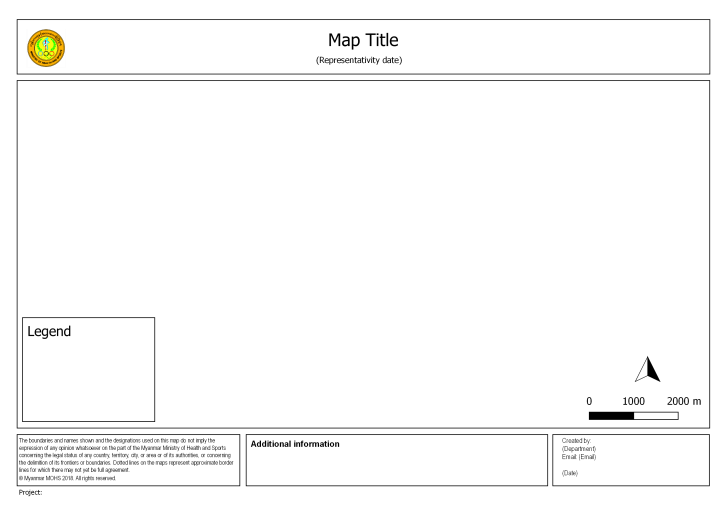 Map Title
(Representativity date)
Legend
0 1000 2000 m
The boundaries and names shown and the designations used on this map do not imply the
expression of any opinion whatsoever on the part of the Myanmar Ministry of Health and Sports
concerning the legal status of any country, territory, city, or area or of its authorities, or concerning
the delimition of its frontiers or boundaries. Dotted lines on the maps represent approximate border
lines for which there may not yet be full agreement.
© Myanmar MOHS 2018. All rights reserved.
Additional information
Created by:
(Department)
Email: (Email)
(Date)
Project: